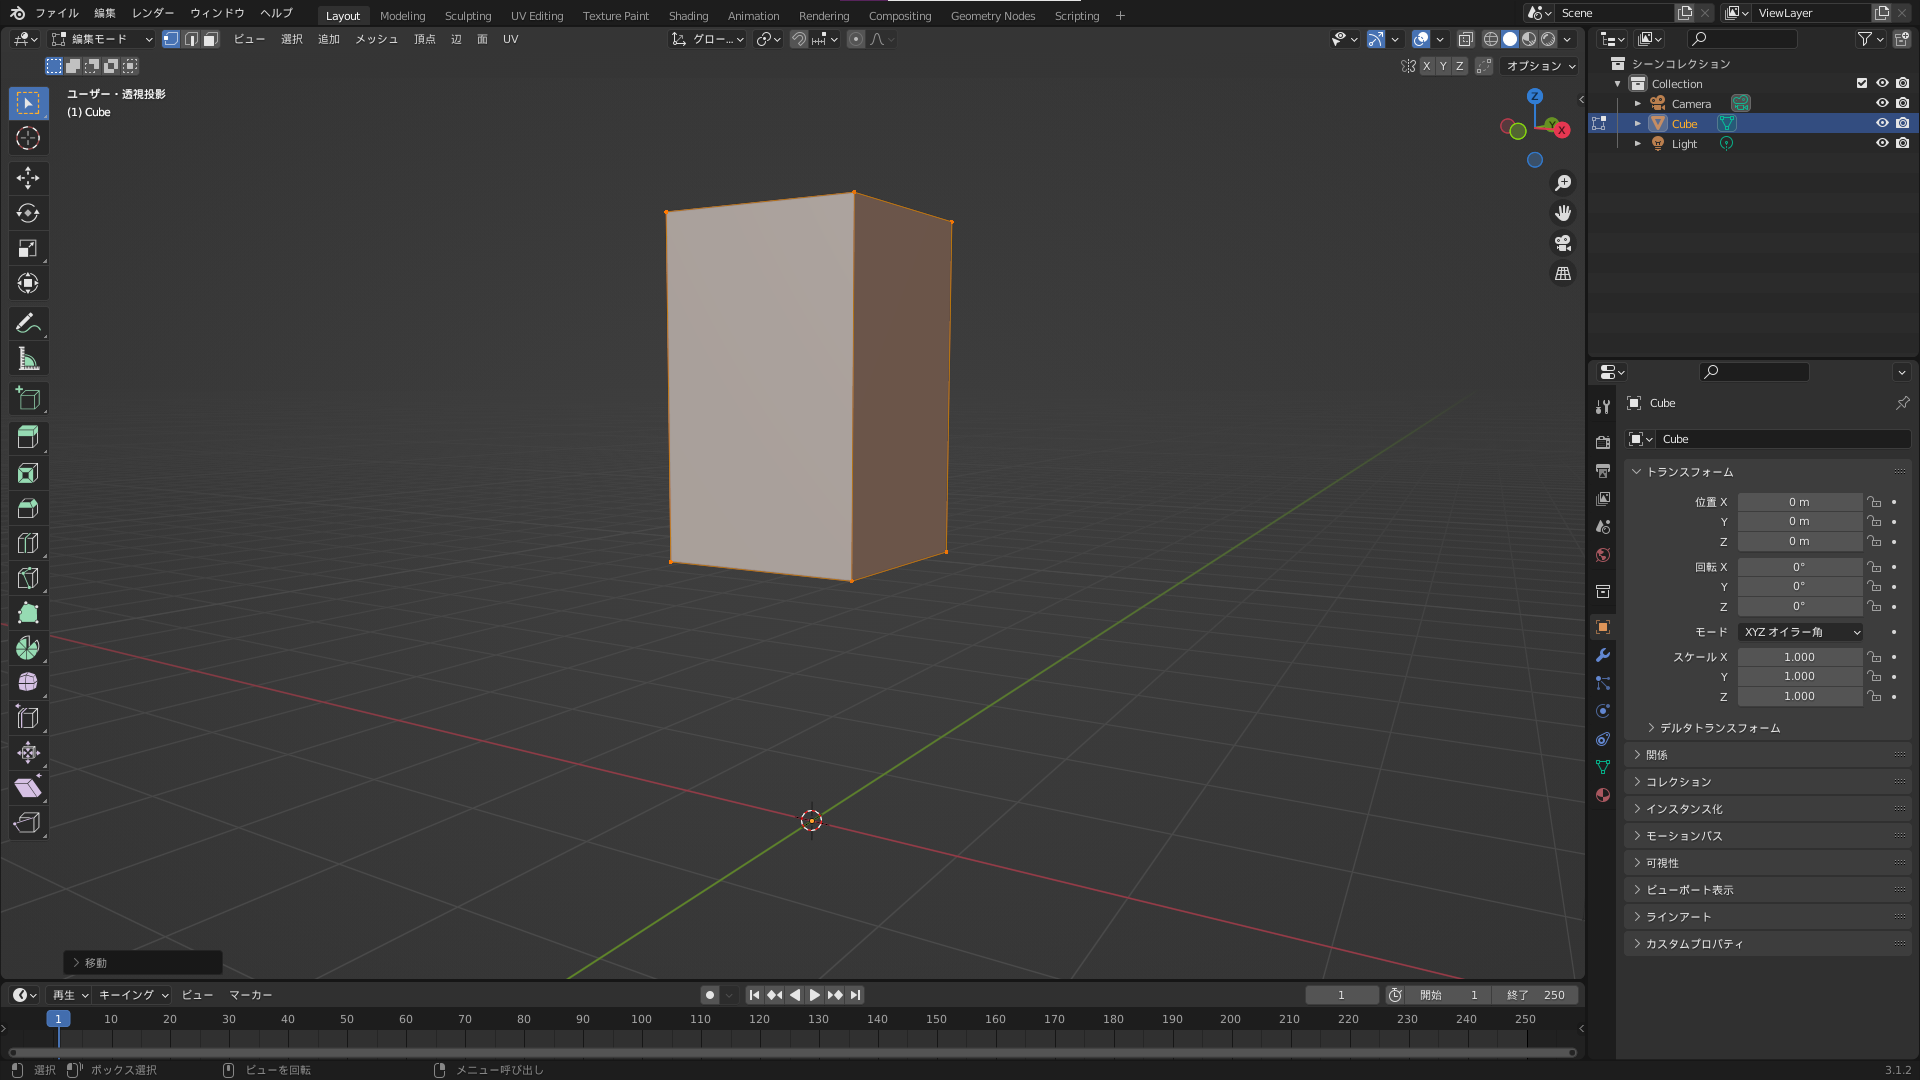 ファイル 編集 レンダー ウィンドウ ヘルプ Layout Modeling Sculpting UV Editing Texture Paint Shading Animation Rendering Compositing Geometry Nodes Scripting + Scene ViewLayer
編集モード ビュー 選択 追加 メッシュ 頂点 辺 面 UV グロー...
X Y Z オプション
ユーザー・透視投影
(1) Cube
Z
Y
X
シーンコレクション
Collection
Camera
Cube
Light
Cube
Cube
トランスフォーム
位置 X 0 m
Y 0 m
Z 0 m
回転 X 0°
Y 0°
Z 0°
モード XYZ オイラー角
スケール X 1.000
Y 1.000
Z 1.000
デルタトランスフォーム
関係
コレクション
インスタンス化
モーションパス
可視性
ビューポート表示
ラインアート
カスタムプロパティ
移動
再生 キーイング ビュー マーカー 1 開始 1 終了 250
1 10 20 30 40 50 60 70 80 90 100 110 120 130 140 150 160 170 180 190 200 210 220 230 240 250
選択 ボックス選択 ビューを回転 メニュー呼び出し 3.1.2